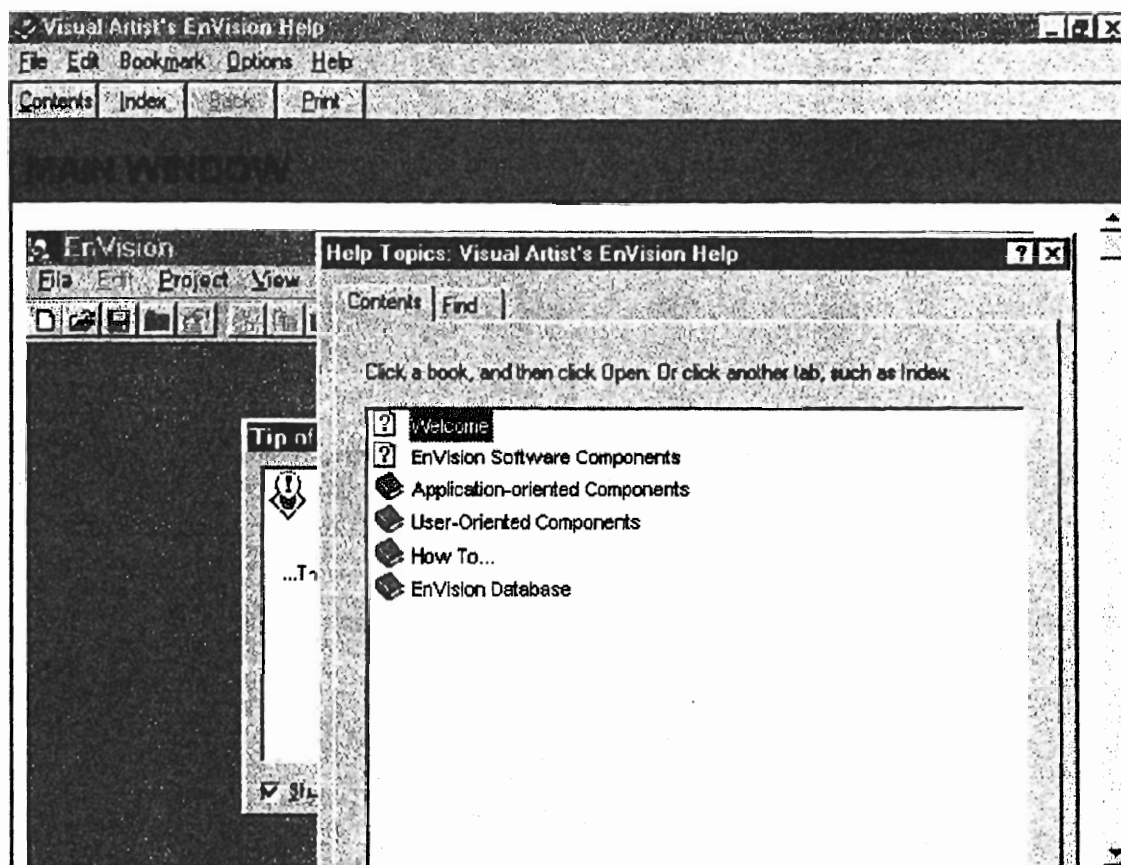 Visual Artist's EnVision Help
File Edit Bookmark Options Help
Contents Index Back Print
MAIN WINDOW
EnVision
File Edit Project View
Help Topics: Visual Artist's EnVision Help
Contents Find
Click a book, and then click Open. Or click another tab, such as Index.
Welcome
EnVision Software Components
Application-oriented Components
User-Oriented Components
How To...
EnVision Database
Tip of